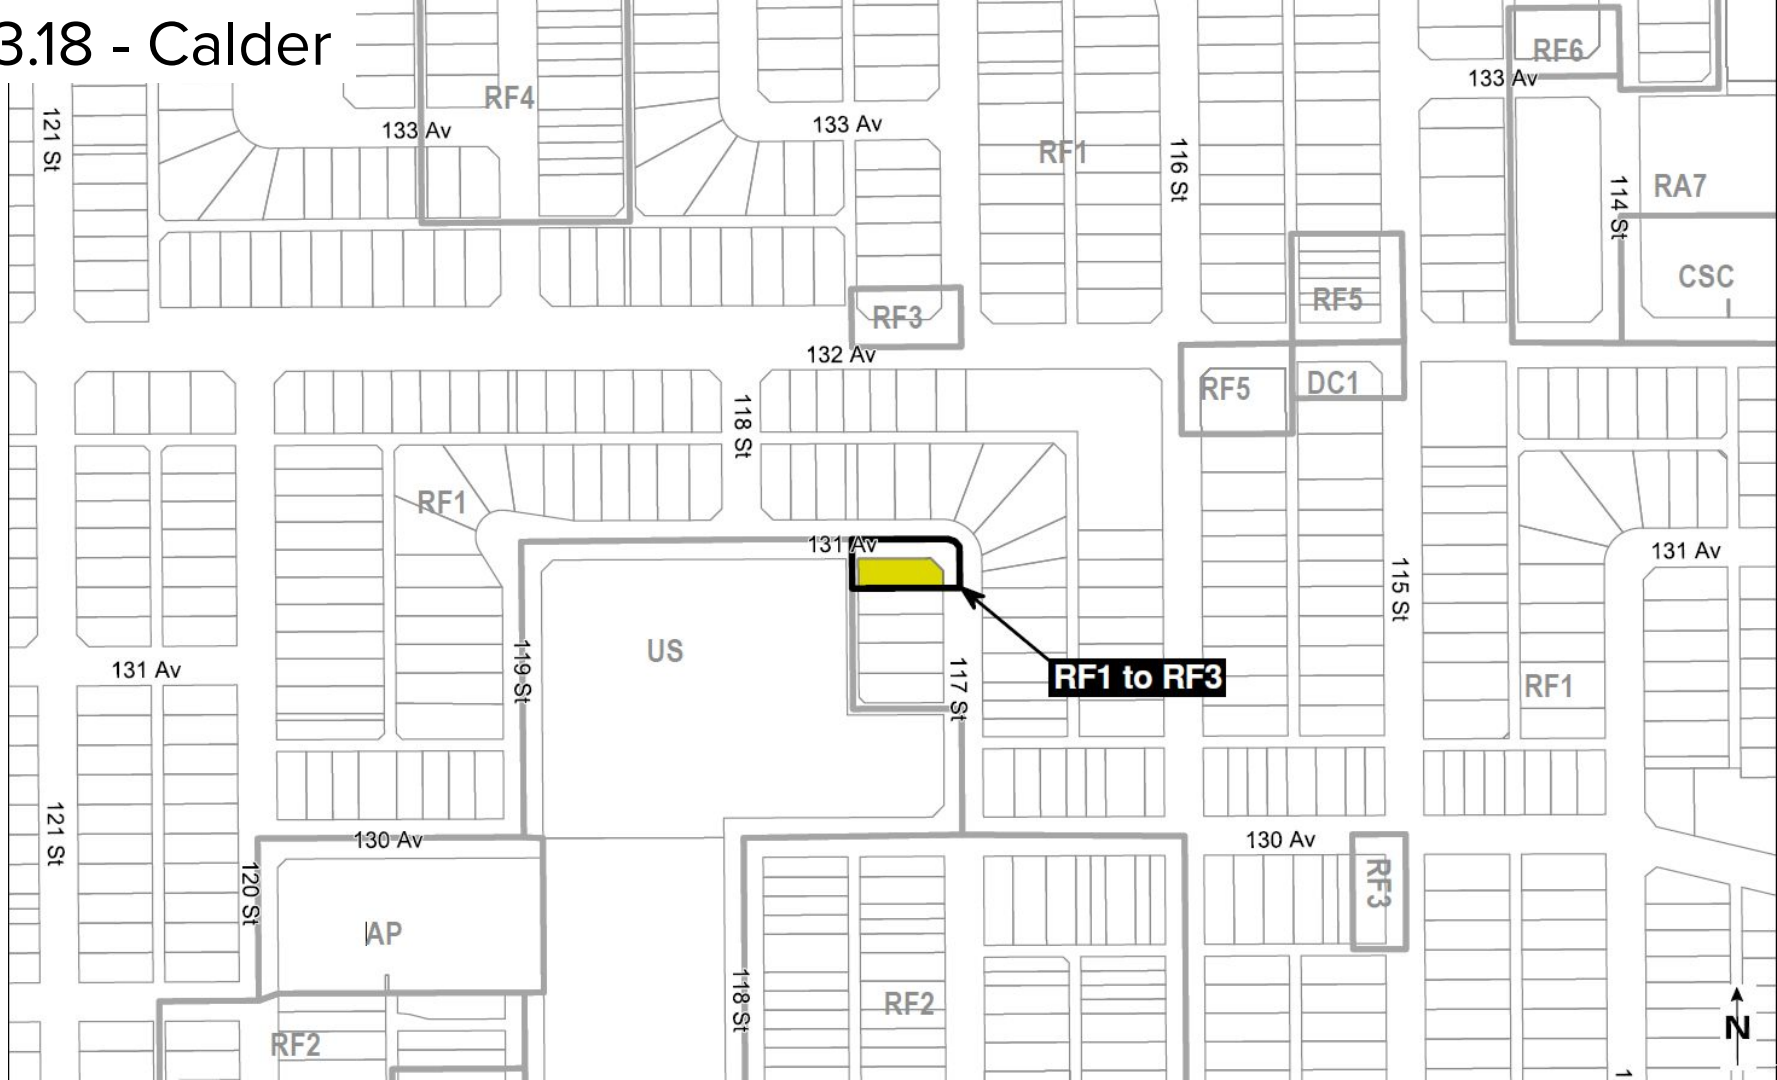 3.18 - Calder
RF6
133 Av
RF4
121 St
133 Av
133 Av
RF1
116 St
114 St
RA7
CSC
RF5
RF3
132 Av
RF5
DC1
118 St
RF1
131 Av
131 Av
115 St
119 St
US
131 Av
117 St
RF1 to RF3
RF1
121 St
130 Av
130 Av
120 St
RF3
AP
118 St
RF2
RF2
N
1